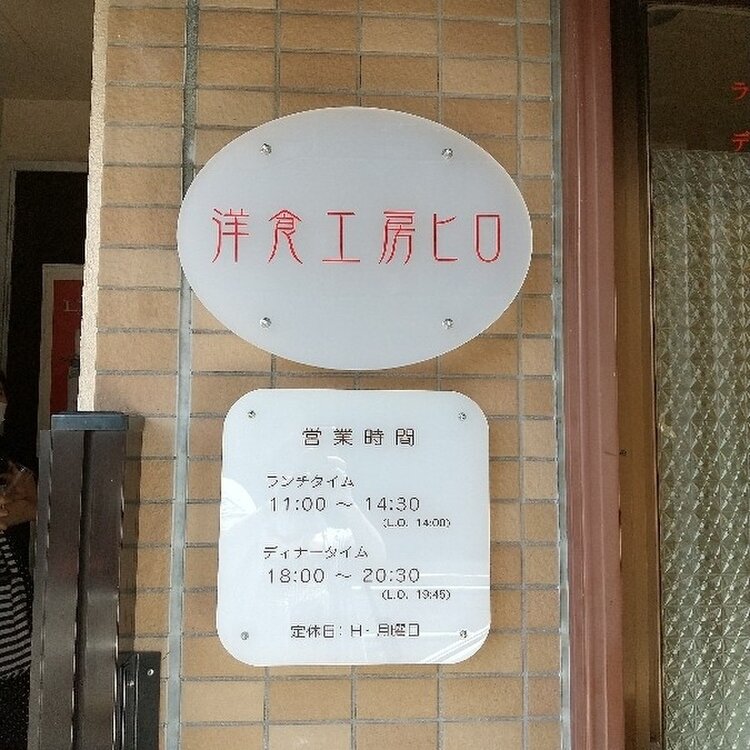 洋食工房ヒロ
営業時間
ランチタイム
11:00 ～ 14:30
(L.O. 14:00)
ディナータイム
18:00 ～ 20:30
(L.O. 19:45)
定休日：日・月曜日
ラ
デ